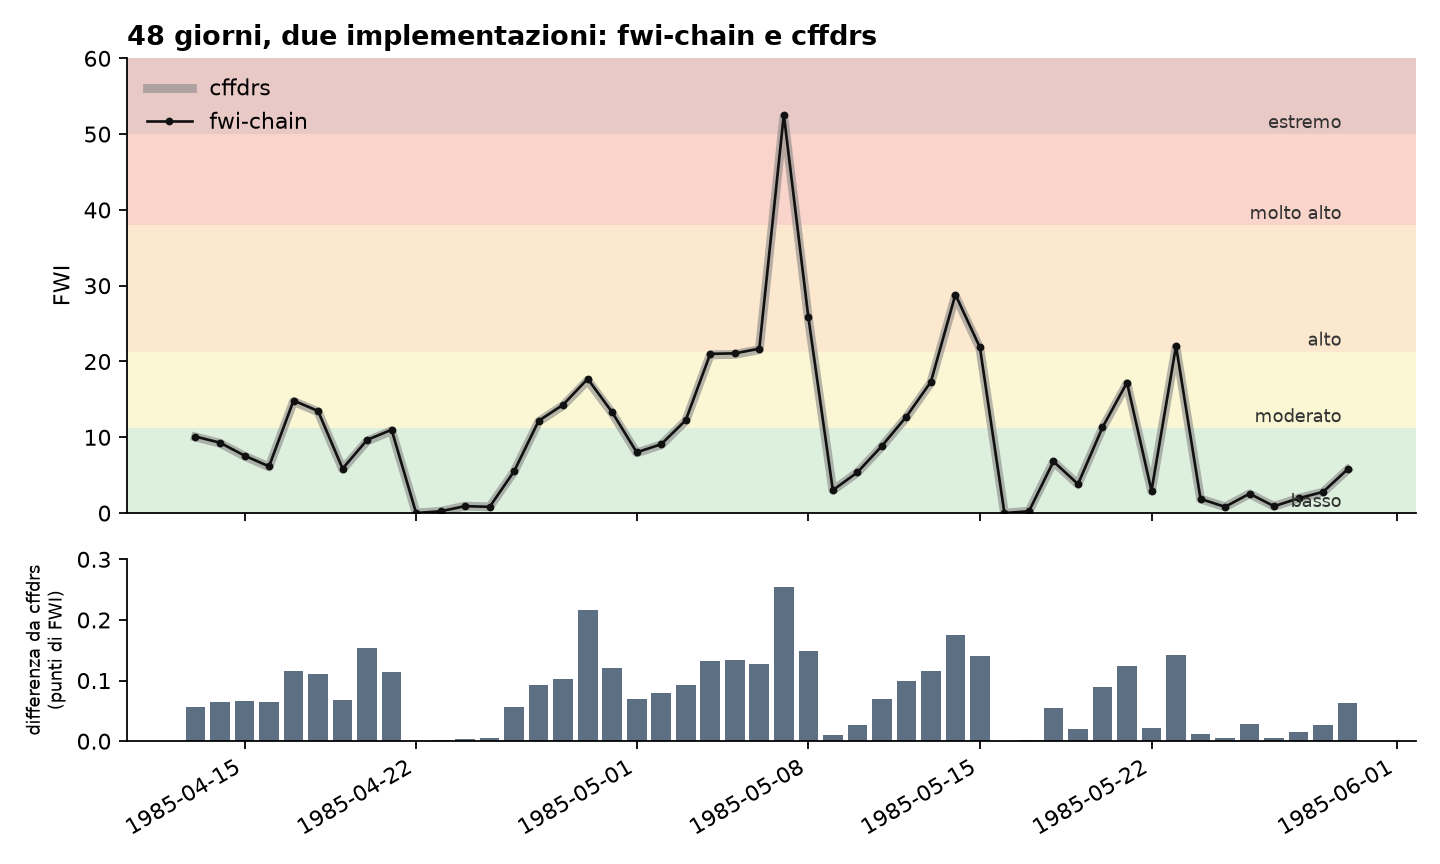 48 giorni, due implementazioni: fwi-chain e cffdrs
60
50
40
30
20
10
0
FWI
cffdrs
fwi-chain
estremo
molto alto
alto
moderato
basso
0.3
0.2
0.1
0.0
differenza da cffdrs
(punti di FWI)
1985-04-15
1985-04-22
1985-05-01
1985-05-08
1985-05-15
1985-05-22
1985-06-01